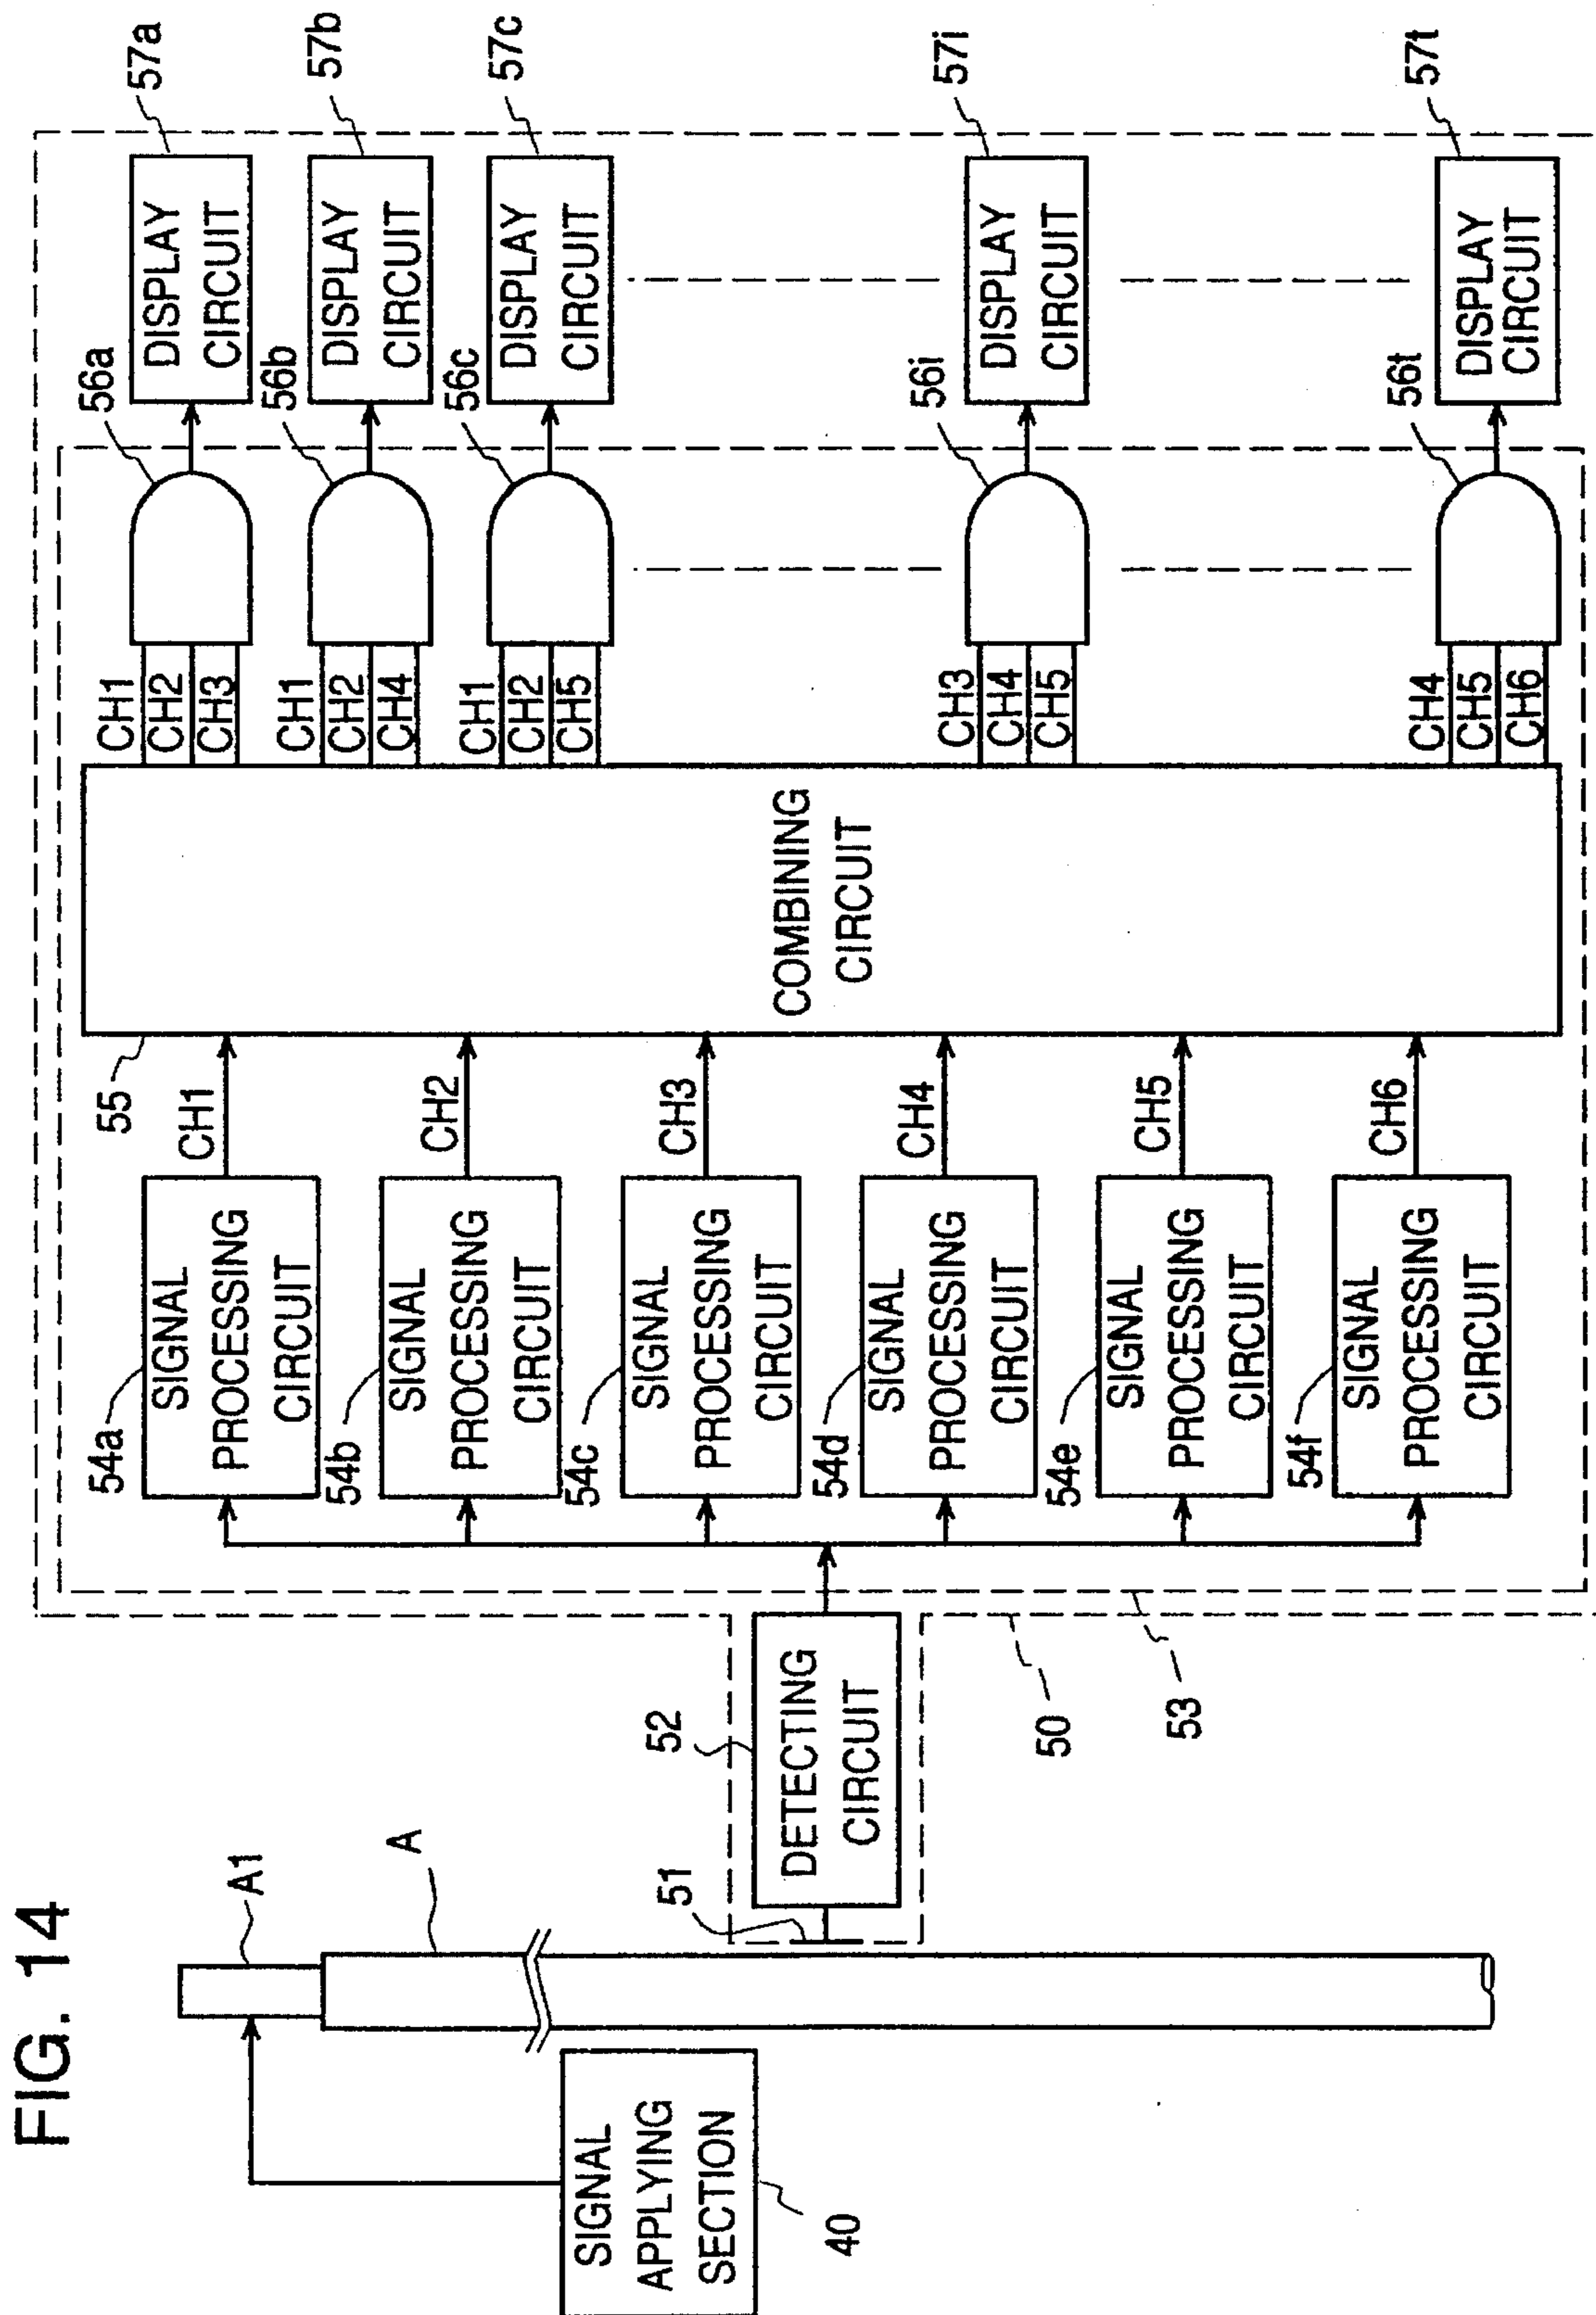 FIG. 14
SIGNAL
APPLYING
SECTION
40
A1
A
51
52
DETECTING
CIRCUIT
50
53
54a
SIGNAL
PROCESSING
CIRCUIT
CH1
54b
SIGNAL
PROCESSING
CIRCUIT
CH2
54c
SIGNAL
PROCESSING
CIRCUIT
CH3
54d
SIGNAL
PROCESSING
CIRCUIT
CH4
54e
SIGNAL
PROCESSING
CIRCUIT
CH5
54f
SIGNAL
PROCESSING
CIRCUIT
CH6
55
COMBINING
CIRCUIT
CH1
CH2
CH3
56a
DISPLAY
CIRCUIT
57a
CH1
CH2
CH4
56b
DISPLAY
CIRCUIT
57b
CH1
CH2
CH5
56c
DISPLAY
CIRCUIT
57c
CH3
CH4
CH5
56i
DISPLAY
CIRCUIT
57i
CH4
CH5
CH6
56t
DISPLAY
CIRCUIT
57t